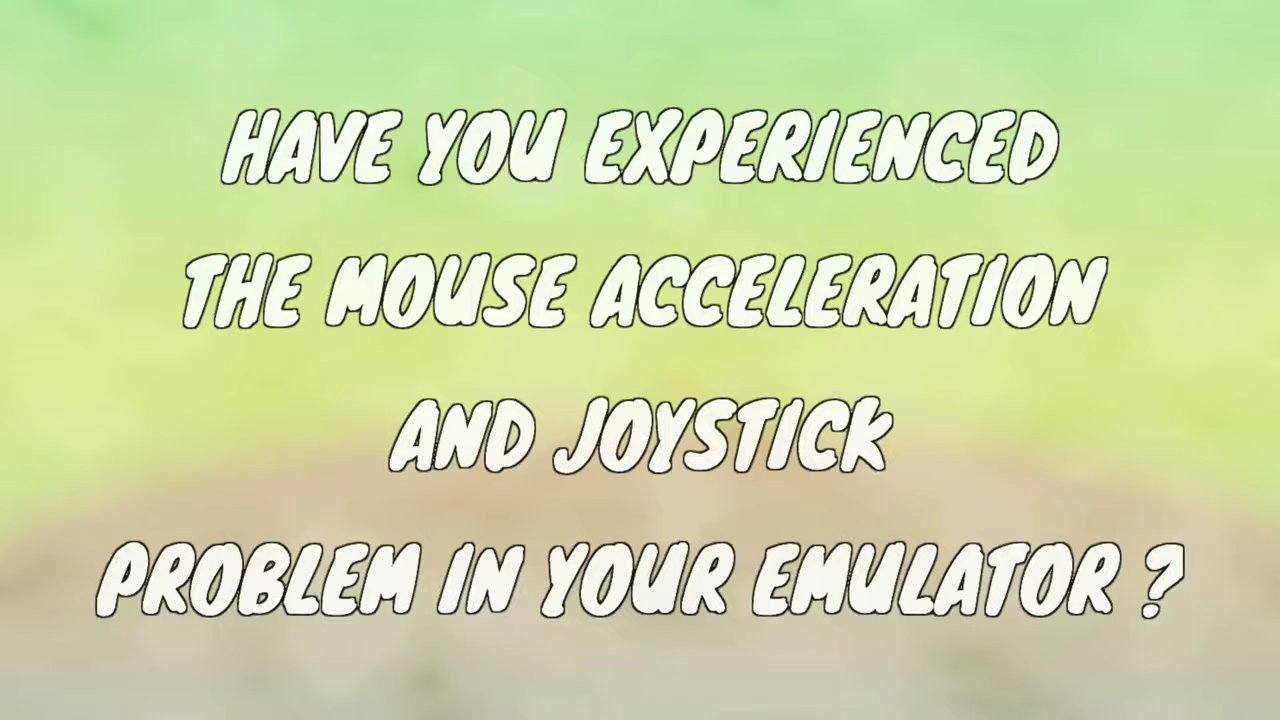 HAVE YOU EXPERIENCED
THE MOUSE ACCELERATION
AND JOYSTICK
PROBLEM IN YOUR EMULATOR ?